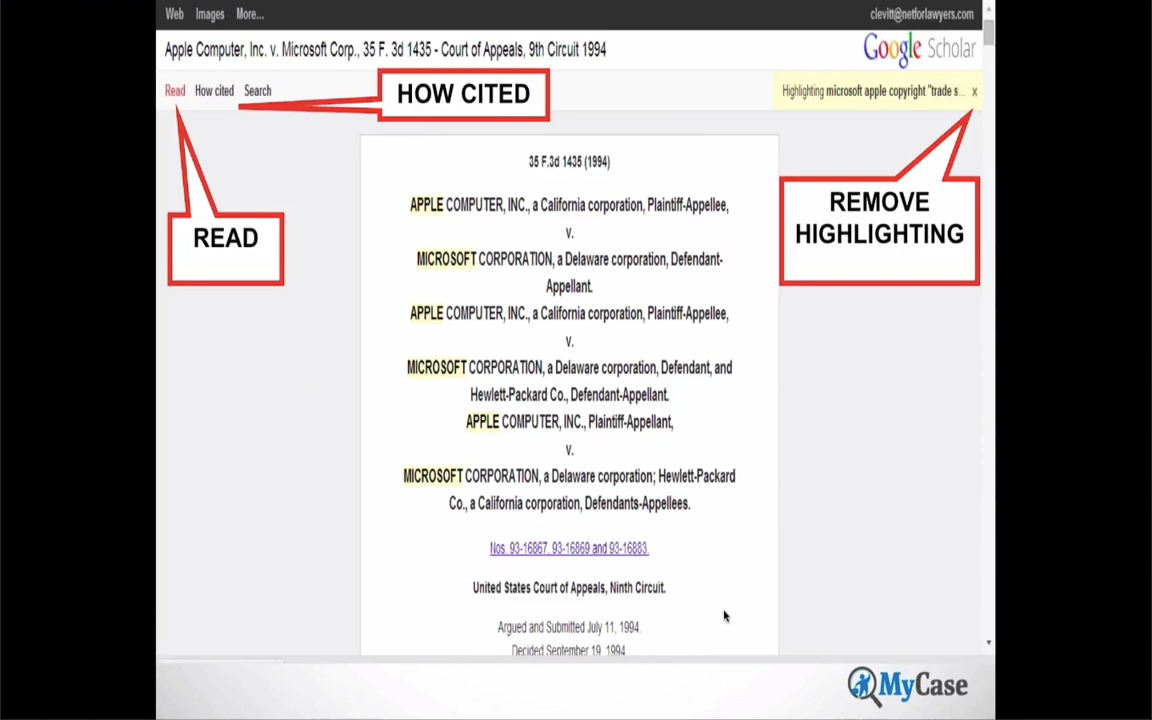 Web Images More...
clevitt@netforlawyers.com
Apple Computer, Inc. v. Microsoft Corp., 35 F. 3d 1435 - Court of Appeals, 9th Circuit 1994
Google Scholar
Read How cited Search
HOW CITED
Highlighting microsoft apple copyright "trade s... x
READ
REMOVE
HIGHLIGHTING
35 F.3d 1435 (1994)
APPLE COMPUTER, INC., a California corporation, Plaintiff-Appellee,
v.
MICROSOFT CORPORATION, a Delaware corporation, Defendant-
Appellant.
APPLE COMPUTER, INC., a California corporation, Plaintiff-Appellee,
v.
MICROSOFT CORPORATION, a Delaware corporation, Defendant, and
Hewlett-Packard Co., Defendant-Appellant.
APPLE COMPUTER, INC., Plaintiff-Appellant,
v.
MICROSOFT CORPORATION, a Delaware corporation; Hewlett-Packard
Co., a California corporation, Defendants-Appellees.
Nos. 93-16867, 93-16869 and 93-16883.
United States Court of Appeals, Ninth Circuit.
Argued and Submitted July 11, 1994.
Decided September 19, 1994
MyCase